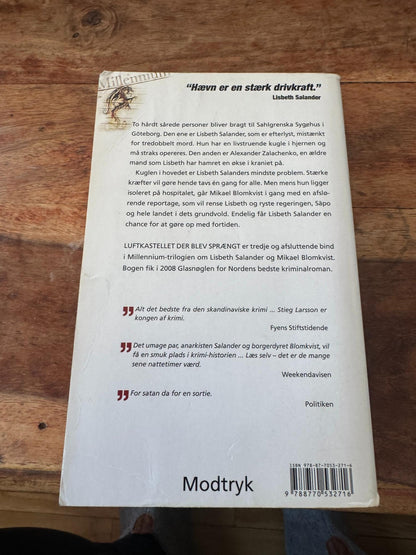 Millennium
“Hævn er en stærk drivkraft.”
Lisbeth Salander
To hårdt sårede personer bliver bragt til Sahlgrenska Sygehus i
Göteborg. Den ene er Lisbeth Salander, som er efterlyst, mistænkt
for tredobbelt mord. Hun har en livstruende kugle i hjernen og
må straks opereres. Den anden er Alexander Zalachenko, en ældre
mand som Lisbeth har hamret en økse i kraniet på.
Kuglen i hovedet er Lisbeth Salanders mindste problem. Stærke
kræfter vil gøre hende tavs én gang for alle. Men mens hun ligger
isoleret på hospitalet, går Mikael Blomkvist i gang med en afslø-
rende reportage, som vil rense Lisbeth og ryste regeringen, Säpo
og hele landet i dets grundvold. Endelig får Lisbeth Salander en
chance for at gøre op med fortiden.
LUFTKASTELLET DER BLEV SPRÆNGT er tredje og afsluttende bind
i Millennium-trilogien om Lisbeth Salander og Mikael Blomkvist.
Bogen fik i 2008 Glasnøglen for Nordens bedste kriminalroman.
Alt det bedste fra den skandinaviske krimi ... Stieg Larsson er
kongen af krimi.
Fyens Stiftstidende
Det umage par, anarkisten Salander og borgerdyret Blomkvist, vil
få en smuk plads i krimi-historien ... Læs selv – det er de mange
sene nattetimer værd.
Weekendavisen
For satan da for en sortie.
Politiken
ISBN 978-87-7053-271-6
9 788770 532716
Modtryk